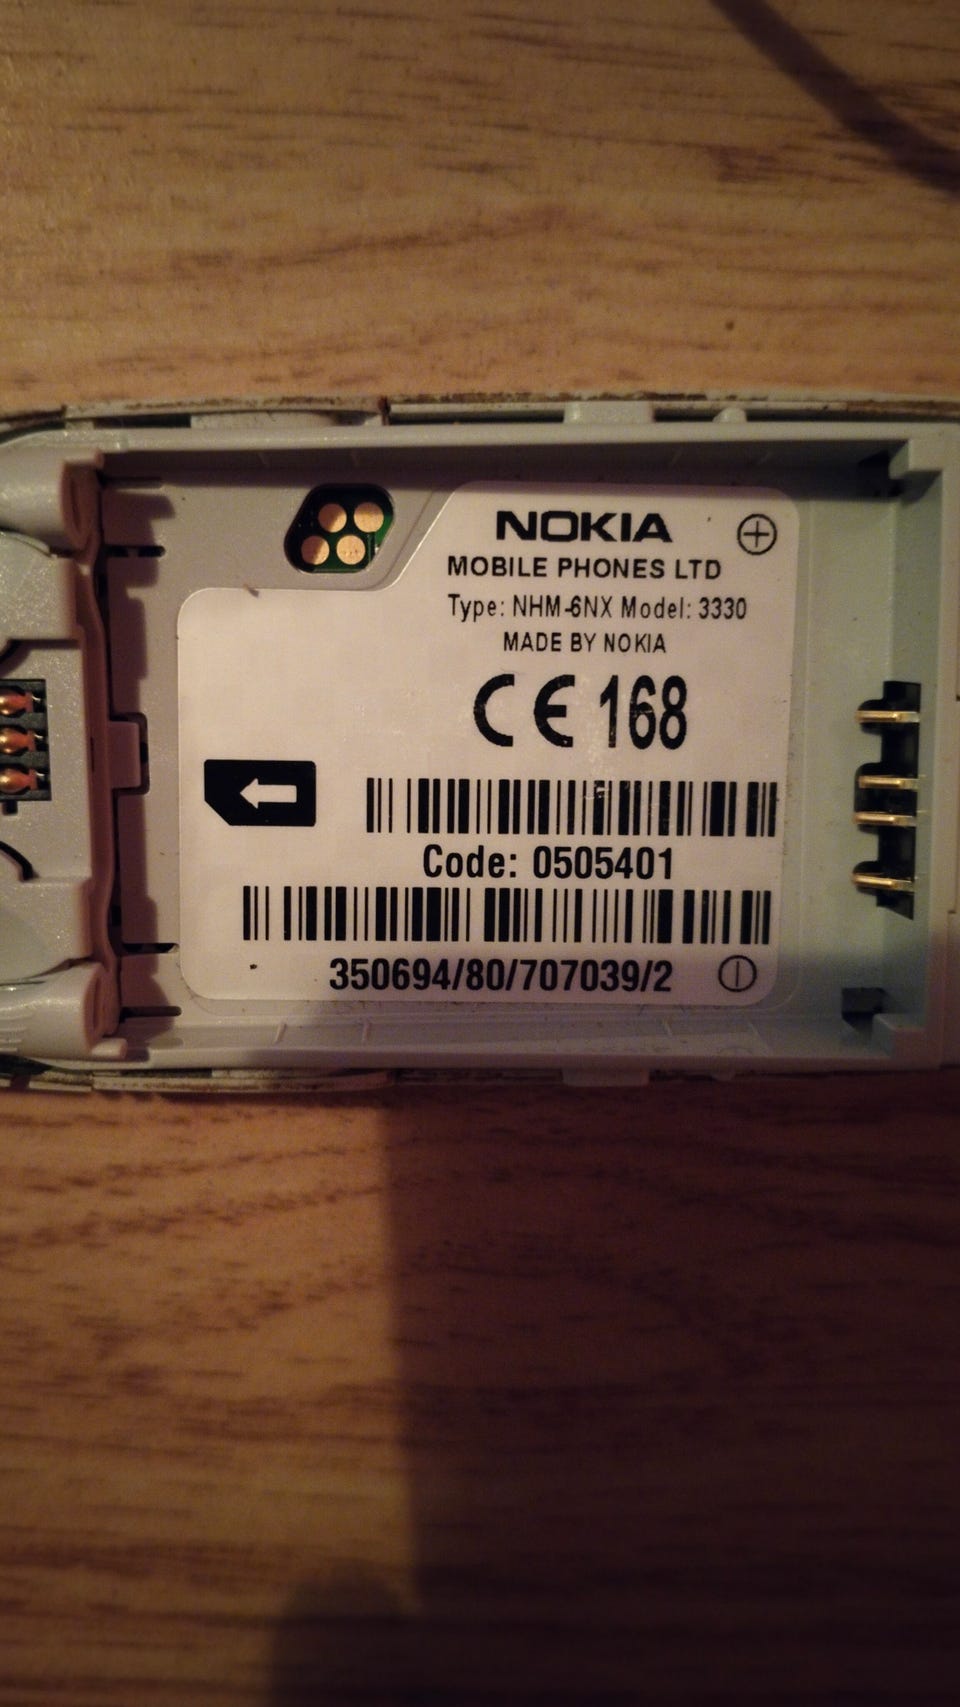 NOKIA
MOBILE PHONES LTD
Type: NHM-6NX Model: 3330
MADE BY NOKIA
CE 168
Code: 0505401
350694/80/707039/2